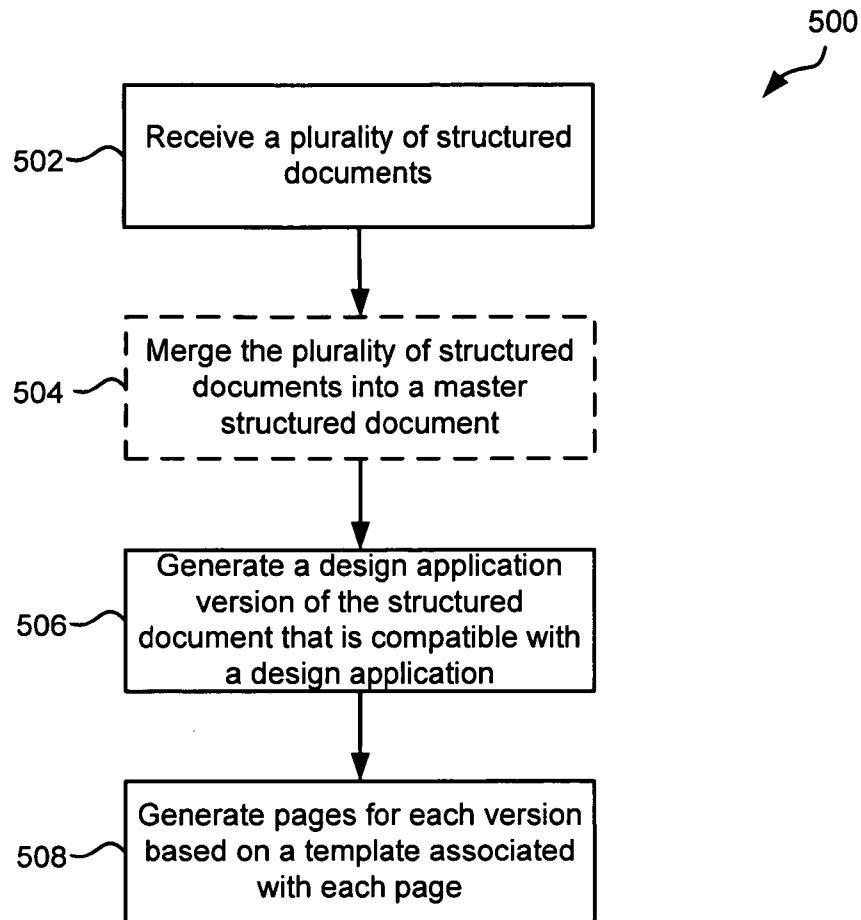 500
502
Receive a plurality of structured
documents
504
Merge the plurality of structured
documents into a master
structured document
506
Generate a design application
version of the structured
document that is compatible with
a design application
508
Generate pages for each version
based on a template associated
with each page